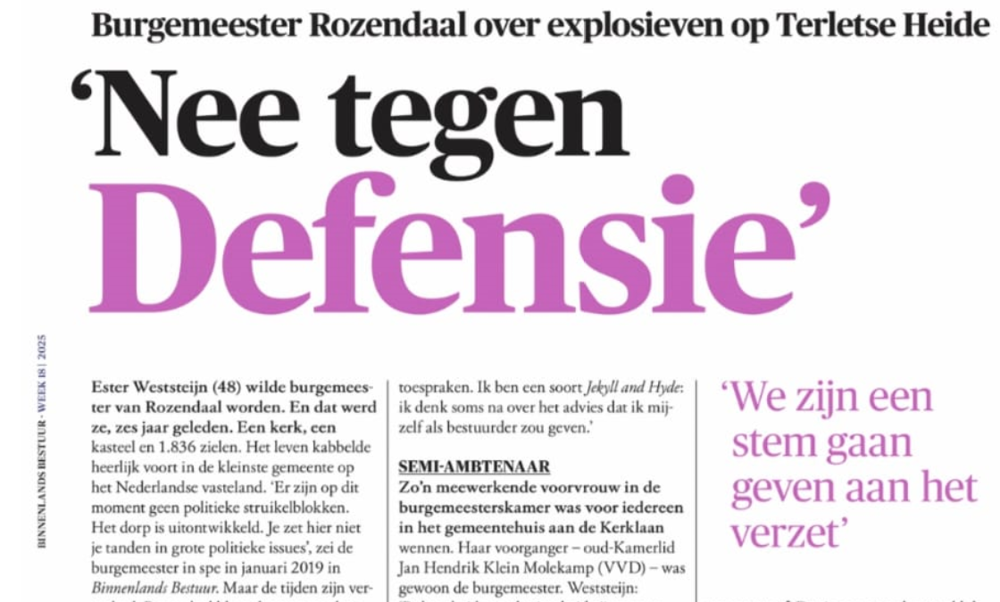 Burgemeester Rozendaal over explosieven op Terletse Heide
‘Nee tegen
Defensie’
BINNENLANDS BESTUUR - WEEK 18 | 2025
Ester Weststeijn (48) wilde burgemees-
ter van Rozendaal worden. En dat werd
ze, zes jaar geleden. Een kerk, een
kasteel en 1.836 zielen. Het leven kabbelde
heerlijk voort in de kleinste gemeente op
het Nederlandse vasteland. ‘Er zijn op dit
moment geen politieke struikelblokken.
Het dorp is uitontwikkeld. Je zet hier niet
je tanden in grote politieke issues’, zei de
burgemeester in spe in januari 2019 in
Binnenlands Bestuur. Maar de tijden zijn ver-
toespraken. Ik ben een soort Jekyll and Hyde:
ik denk soms na over het advies dat ik mij-
zelf als bestuurder zou geven.’
SEMI-AMBTENAAR
Zo’n meewerkende voorvrouw in de
burgemeesterskamer was voor iedereen
in het gemeentehuis aan de Kerklaan
wennen. Haar voorganger – oud-Kamerlid
Jan Hendrik Klein Molekamp (VVD) – was
gewoon de burgemeester. Weststeijn:
‘We zijn een
stem gaan
geven aan het
verzet’